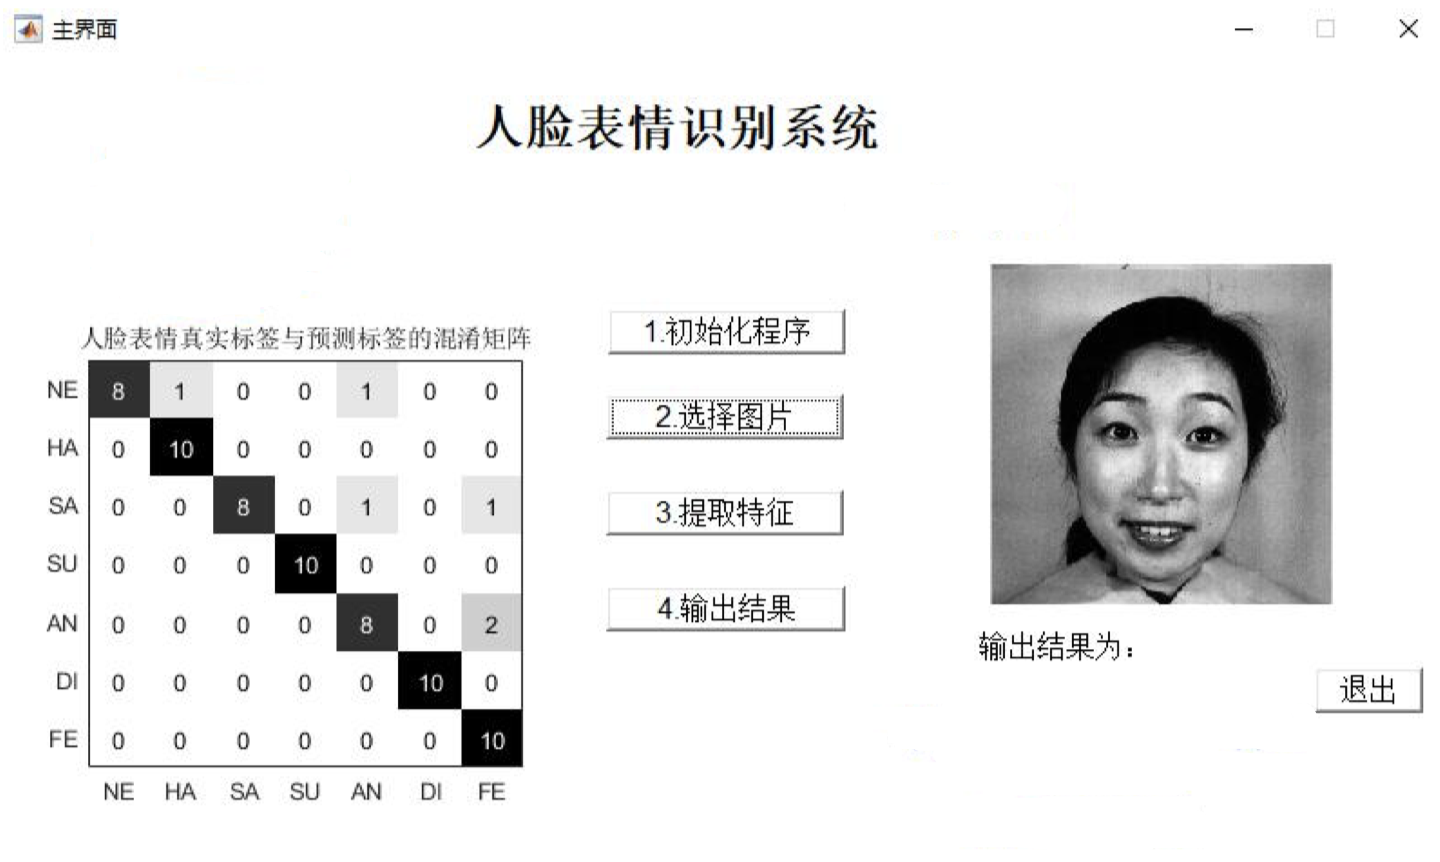 主界面
人脸表情识别系统
人脸表情真实标签与预测标签的混淆矩阵
NE 8 1 0 0 1 0 0
HA 0 10 0 0 0 0 0
SA 0 0 8 0 1 0 1
SU 0 0 0 10 0 0 0
AN 0 0 0 0 8 0 2
DI 0 0 0 0 0 10 0
FE 0 0 0 0 0 0 10
NE HA SA SU AN DI FE
1.初始化程序
2.选择图片
3.提取特征
4.输出结果
输出结果为：
退出